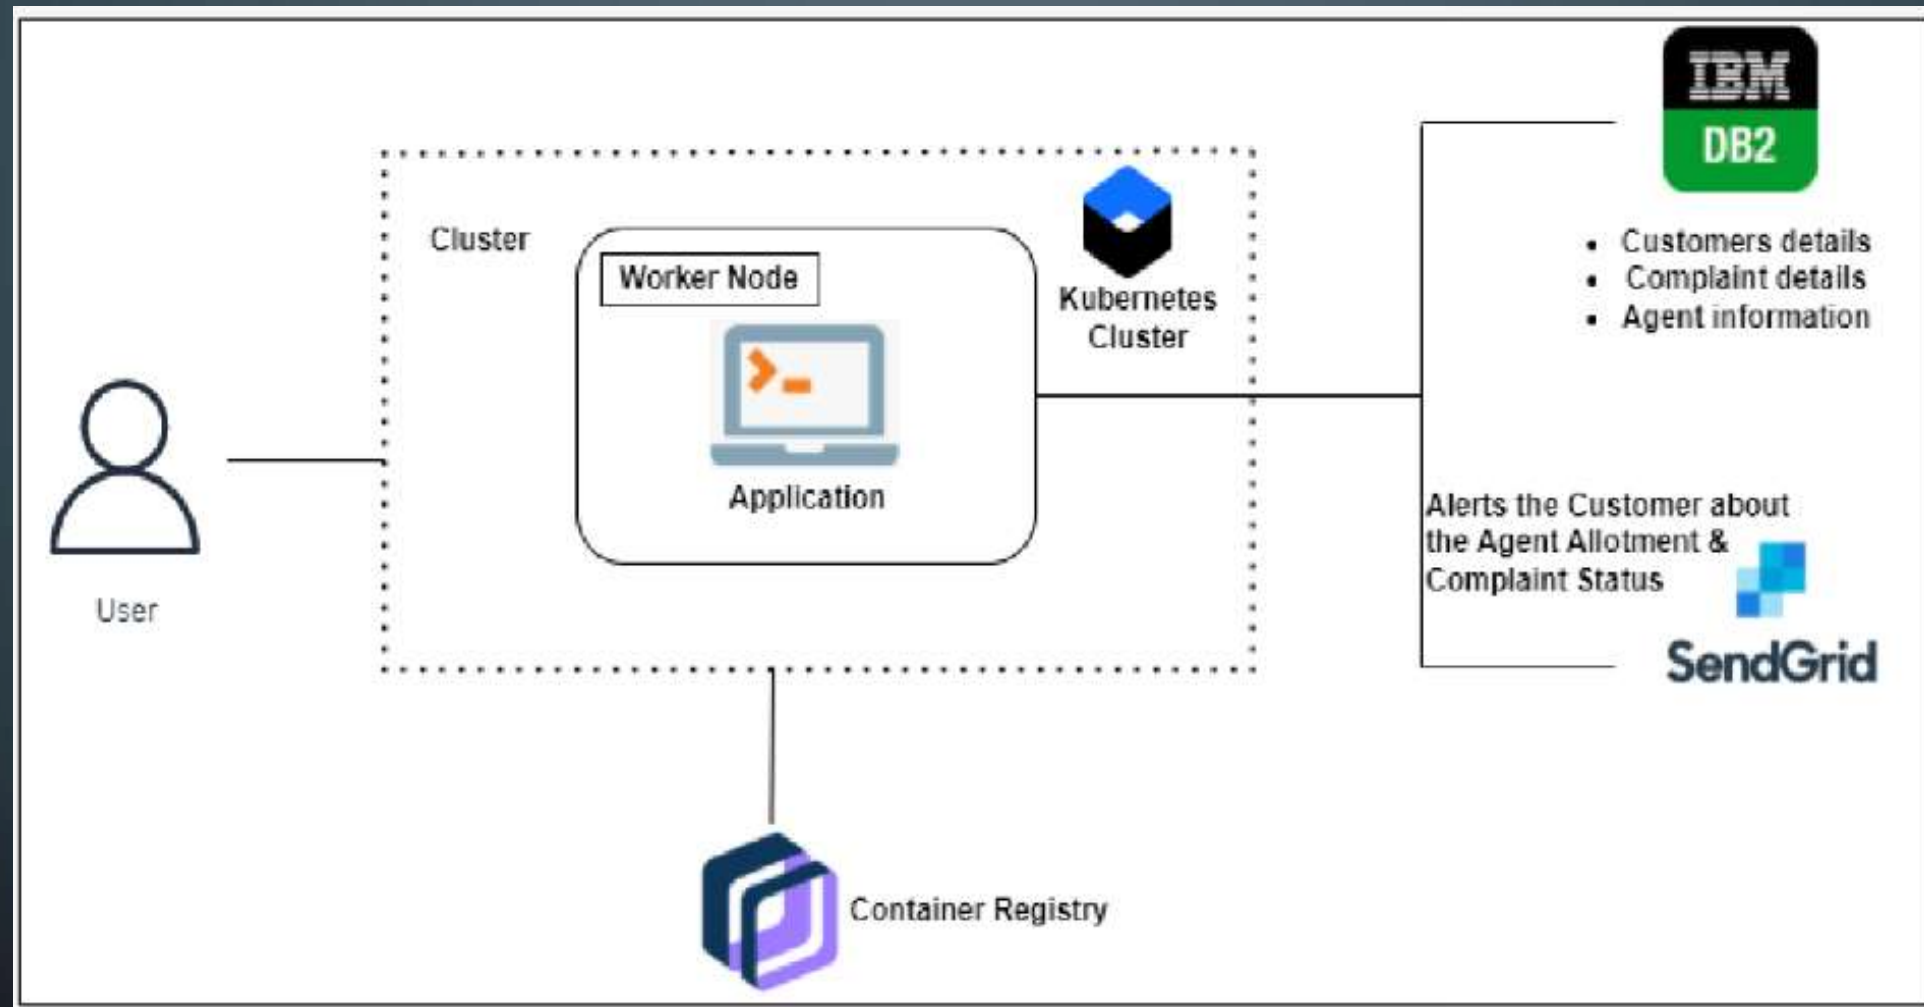 IBM
DB2
Cluster
Worker Node
Kubernetes
Cluster
• Customers details
• Complaint details
• Agent information
Application
Alerts the Customer about
the Agent Allotment &
Complaint Status
SendGrid
User
Container Registry